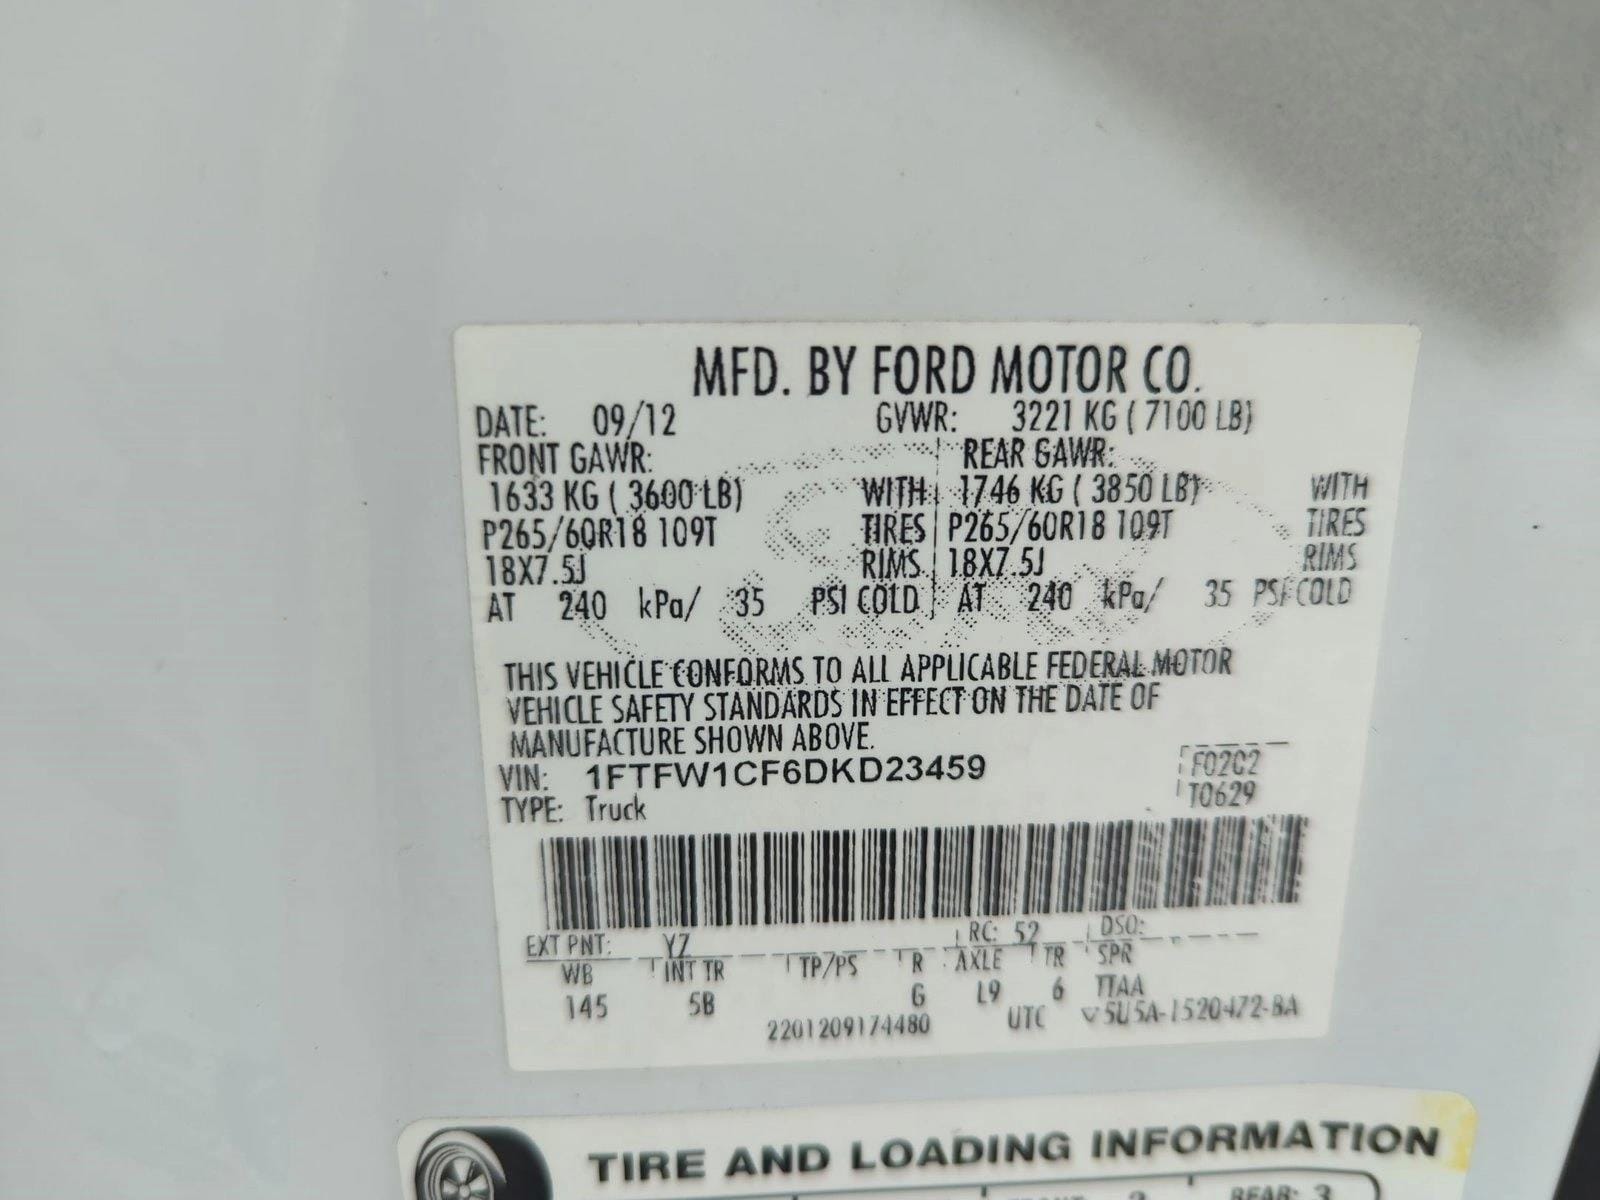 MFD. BY FORD MOTOR CO.
DATE: 09/12 GVWR: 3221 KG ( 7100 LB)
FRONT GAWR: REAR GAWR:
1633 KG ( 3600 LB) WITH 1746 KG ( 3850 LB) WITH
P265/60R18 109T TIRES P265/60R18 109T TIRES
18X7.5J RIMS 18X7.5J RIMS
AT 240 kPa/ 35 PSI COLD AT 240 kPa/ 35 PSI COLD
THIS VEHICLE CONFORMS TO ALL APPLICABLE FEDERAL MOTOR
VEHICLE SAFETY STANDARDS IN EFFECT ON THE DATE OF
MANUFACTURE SHOWN ABOVE.
VIN: 1FTFW1CF6DKD23459 F02C2
TYPE: Truck T0629
EXT PNT: YZ RC: 52 DSO:
WB INT TR TP/PS R AXLE TR SPR
145 5B G L9 6 TTAA
2201209174480 UTC 5U5A-1520472-BA
TIRE AND LOADING INFORMATION
REAR: 3